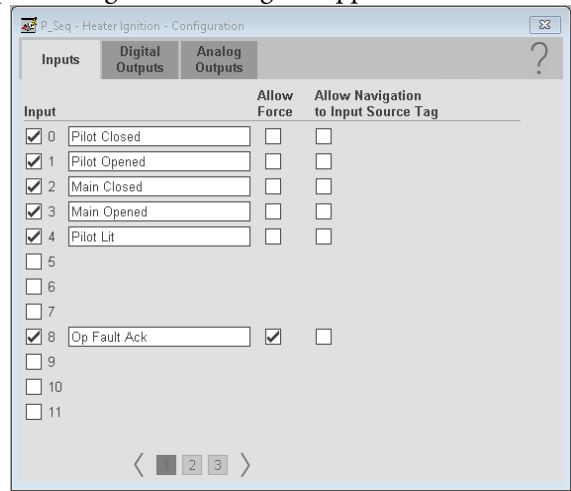 P_Seq - Heater Ignition - Configuration
Inputs
Digital
Outputs
Analog
Outputs
?
Input
Allow
Force
Allow Navigation
to Input Source Tag
0 Pilot Closed
1 Pilot Opened
2 Main Closed
3 Main Opened
4 Pilot Lit
5
6
7
8 Op Fault Ack
9
10
11
1 2 3